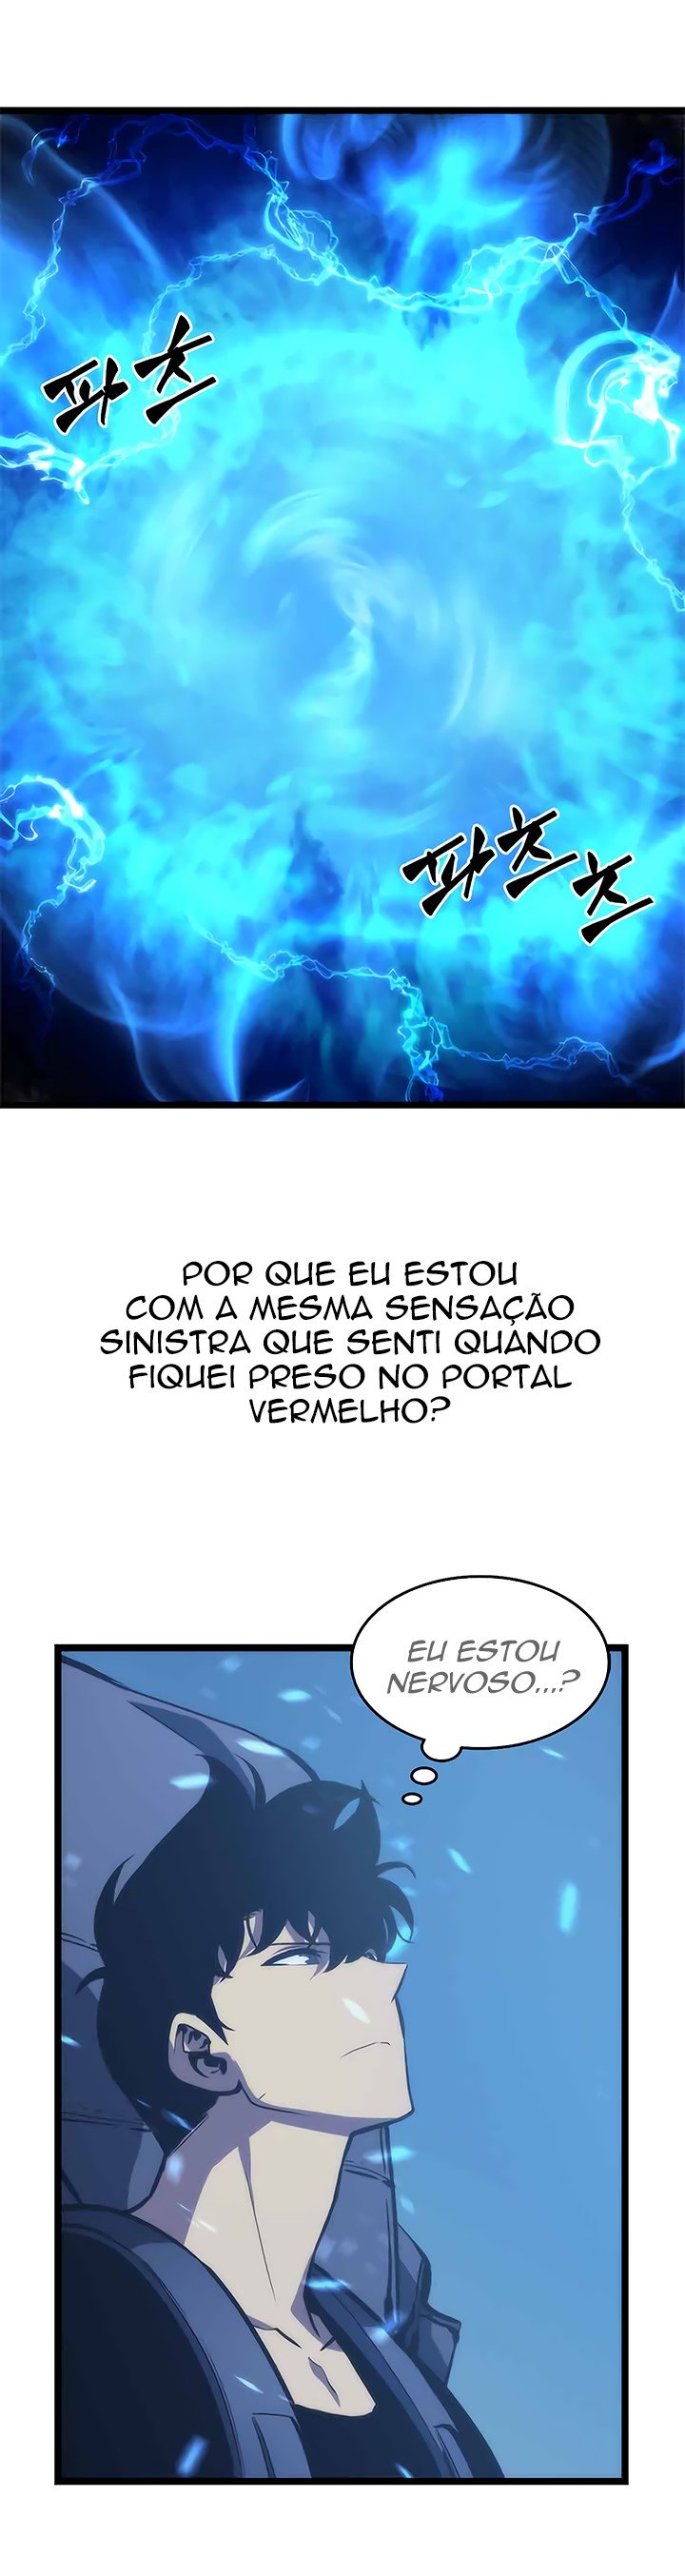 파츠
파츠츠
POR QUE EU ESTOU
COM A MESMA SENSAÇÃO
SINISTRA QUE SENTI QUANDO
FIQUEI PRESO NO PORTAL
VERMELHO?
EU ESTOU
NERVOSO...?